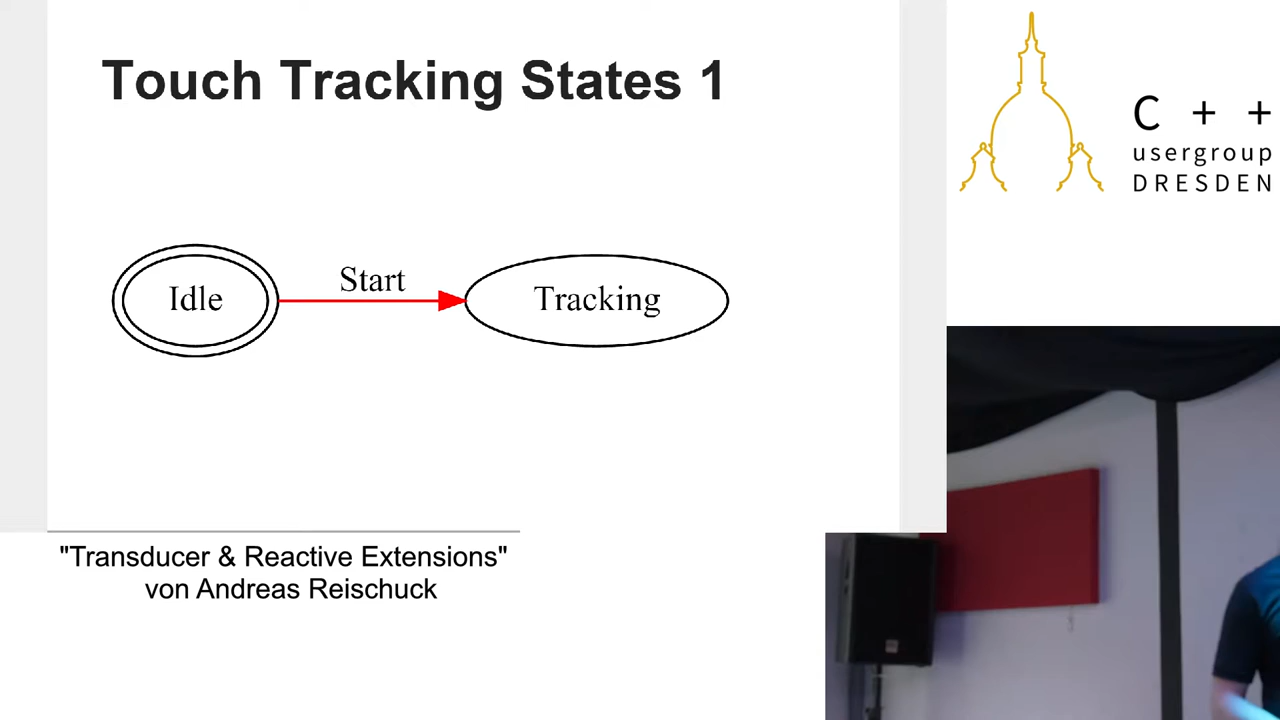 Touch Tracking States 1
Idle
Start
Tracking
"Transducer & Reactive Extensions"
von Andreas Reischuck
C + +
usergroup
DRESDEN